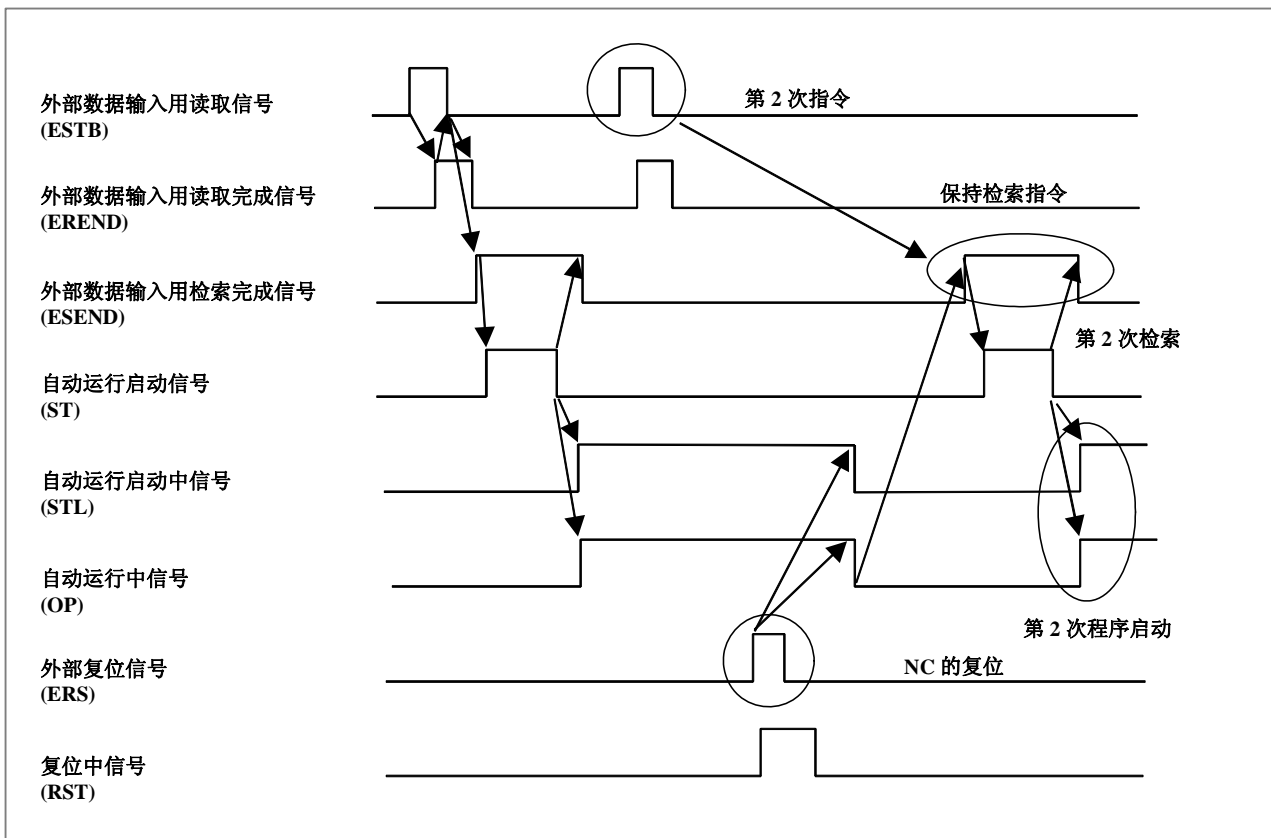 外部数据输入用读取信号
(ESTB)
第 2 次指令
外部数据输入用读取完成信号
(EREND)
保持检索指令
外部数据输入用检索完成信号
(ESEND)
第 2 次检索
自动运行启动信号
(ST)
自动运行启动中信号
(STL)
自动运行中信号
(OP)
第 2 次程序启动
外部复位信号
(ERS)
NC 的复位
复位中信号
(RST)